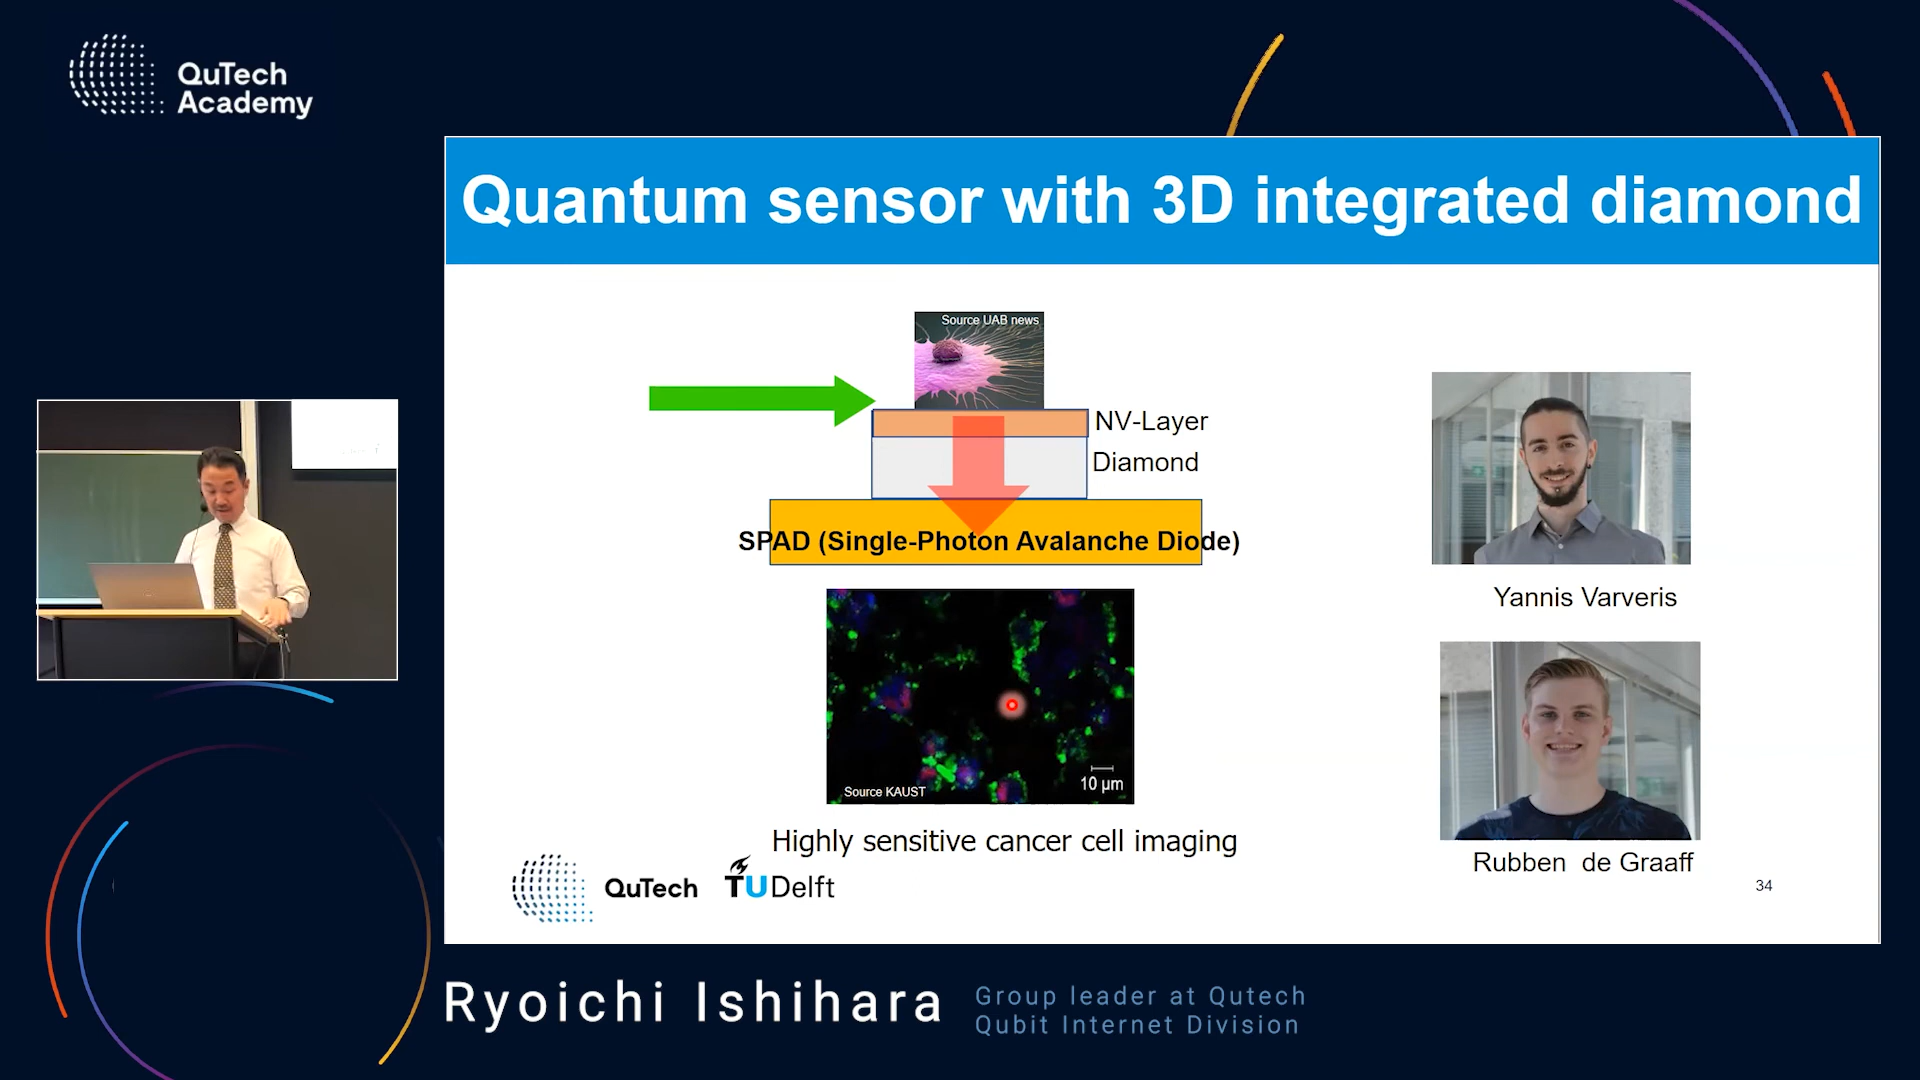 QuTech
Academy
Quantum sensor with 3D integrated diamond
Source UAB news
NV-Layer
Diamond
SPAD (Single-Photon Avalanche Diode)
Yannis Varveris
10 µm
Source KAUST
Highly sensitive cancer cell imaging
Rubben de Graaff
QuTech
TUDelft
34
Ryoichi Ishihara
Group leader at Qutech
Qubit Internet Division